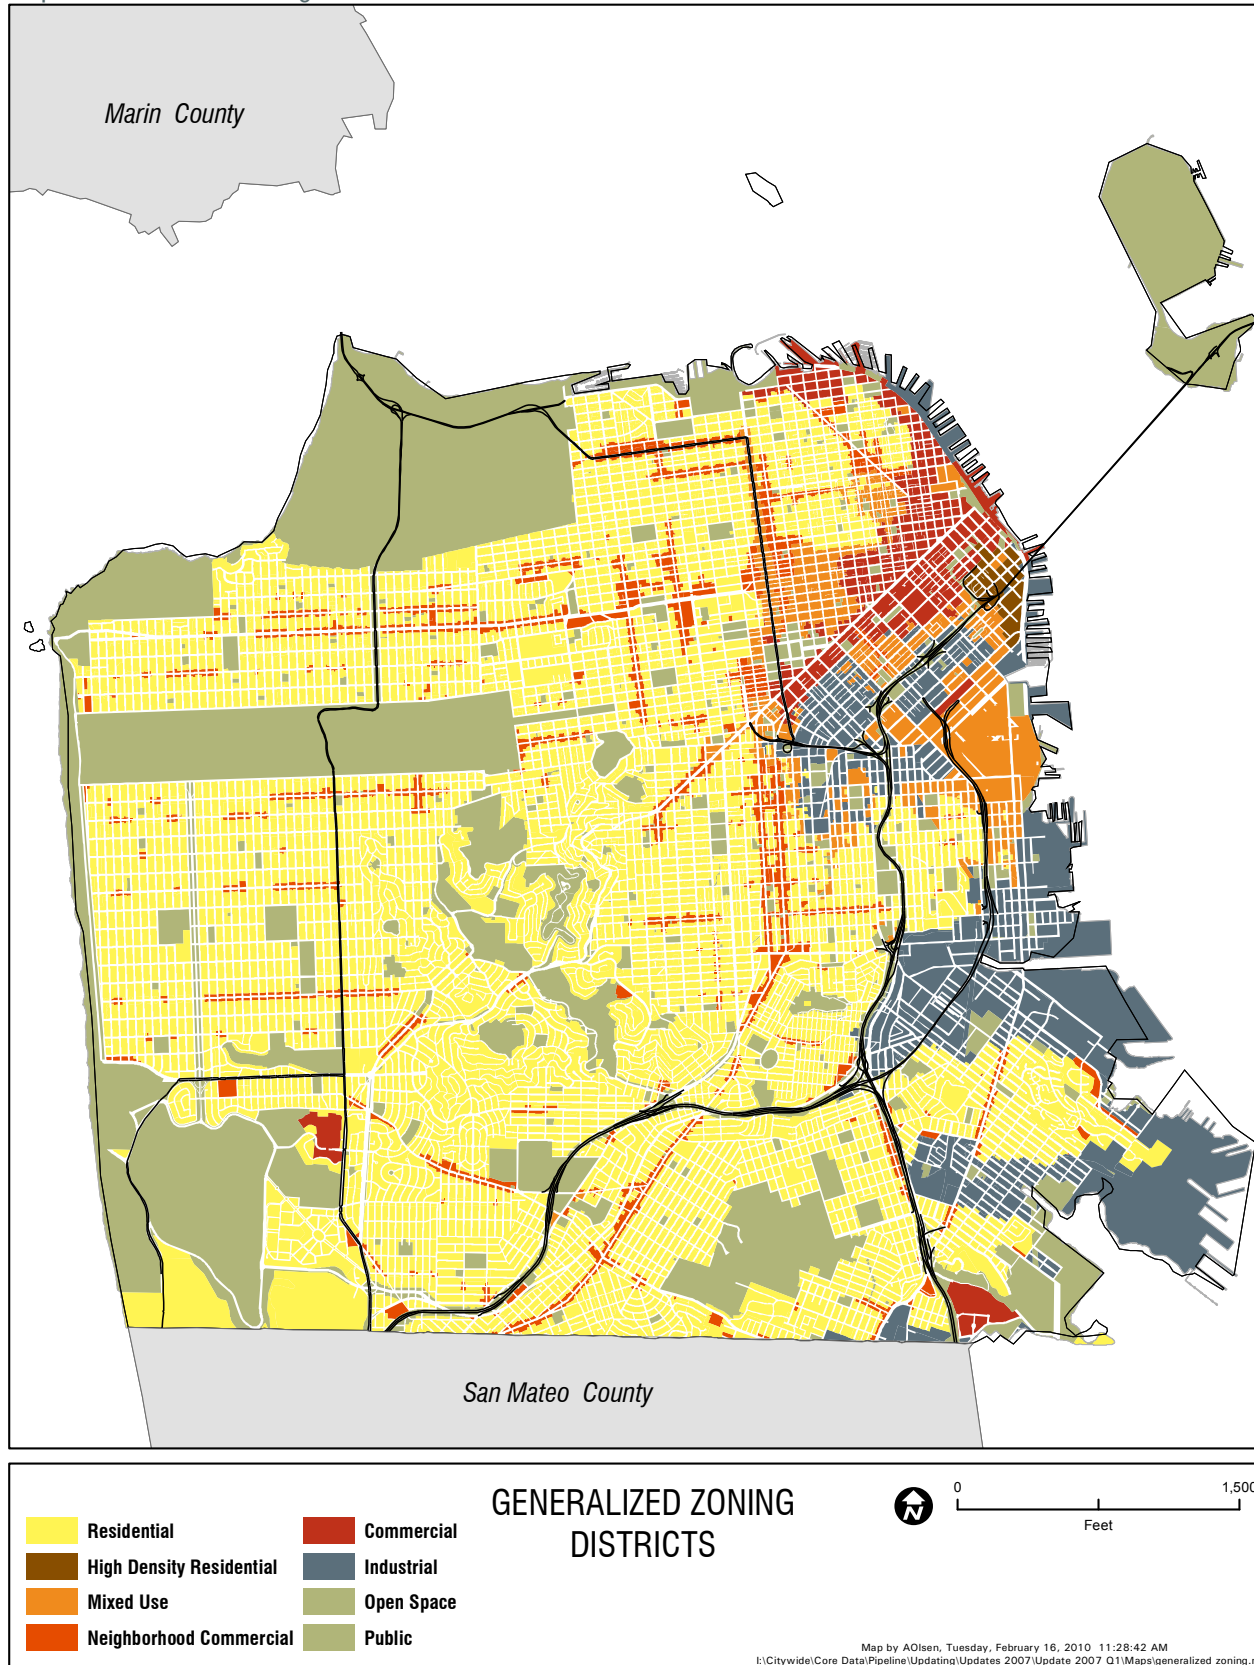 Marin County
San Mateo County
GENERALIZED ZONING
DISTRICTS
Residential
High Density Residential
Mixed Use
Neighborhood Commercial
Commercial
Industrial
Open Space
Public
N
0 1,500
Feet
Map by AOlsen, Tuesday, February 16, 2010 11:28:42 AM
I:\Citywide\Core Data\Pipeline\Updating\Updates 2007\Update 2007 Q1\Maps\generalized zoning.